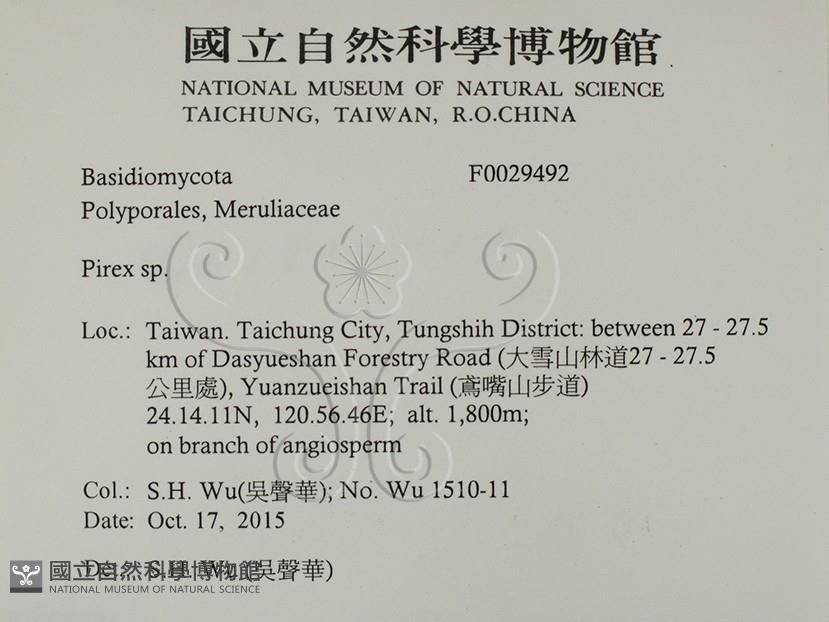 國立自然科學博物館
NATIONAL MUSEUM OF NATURAL SCIENCE
TAICHUNG, TAIWAN, R.O.CHINA
Basidiomycota F0029492
Polyporales, Meruliaceae
Pirex sp.
Loc.: Taiwan. Taichung City, Tungshih District: between 27 - 27.5
km of Dasyueshan Forestry Road (大雪山林道27 - 27.5
公里處), Yuanzueishan Trail (鳶嘴山步道)
24.14.11N, 120.56.46E; alt. 1,800m;
on branch of angiosperm
Col.: S.H. Wu(吳聲華); No. Wu 1510-11
Date: Oct. 17, 2015
Det.: S.H. Wu (吳聲華)
國立自然科學博物館
NATIONAL MUSEUM OF NATURAL SCIENCE